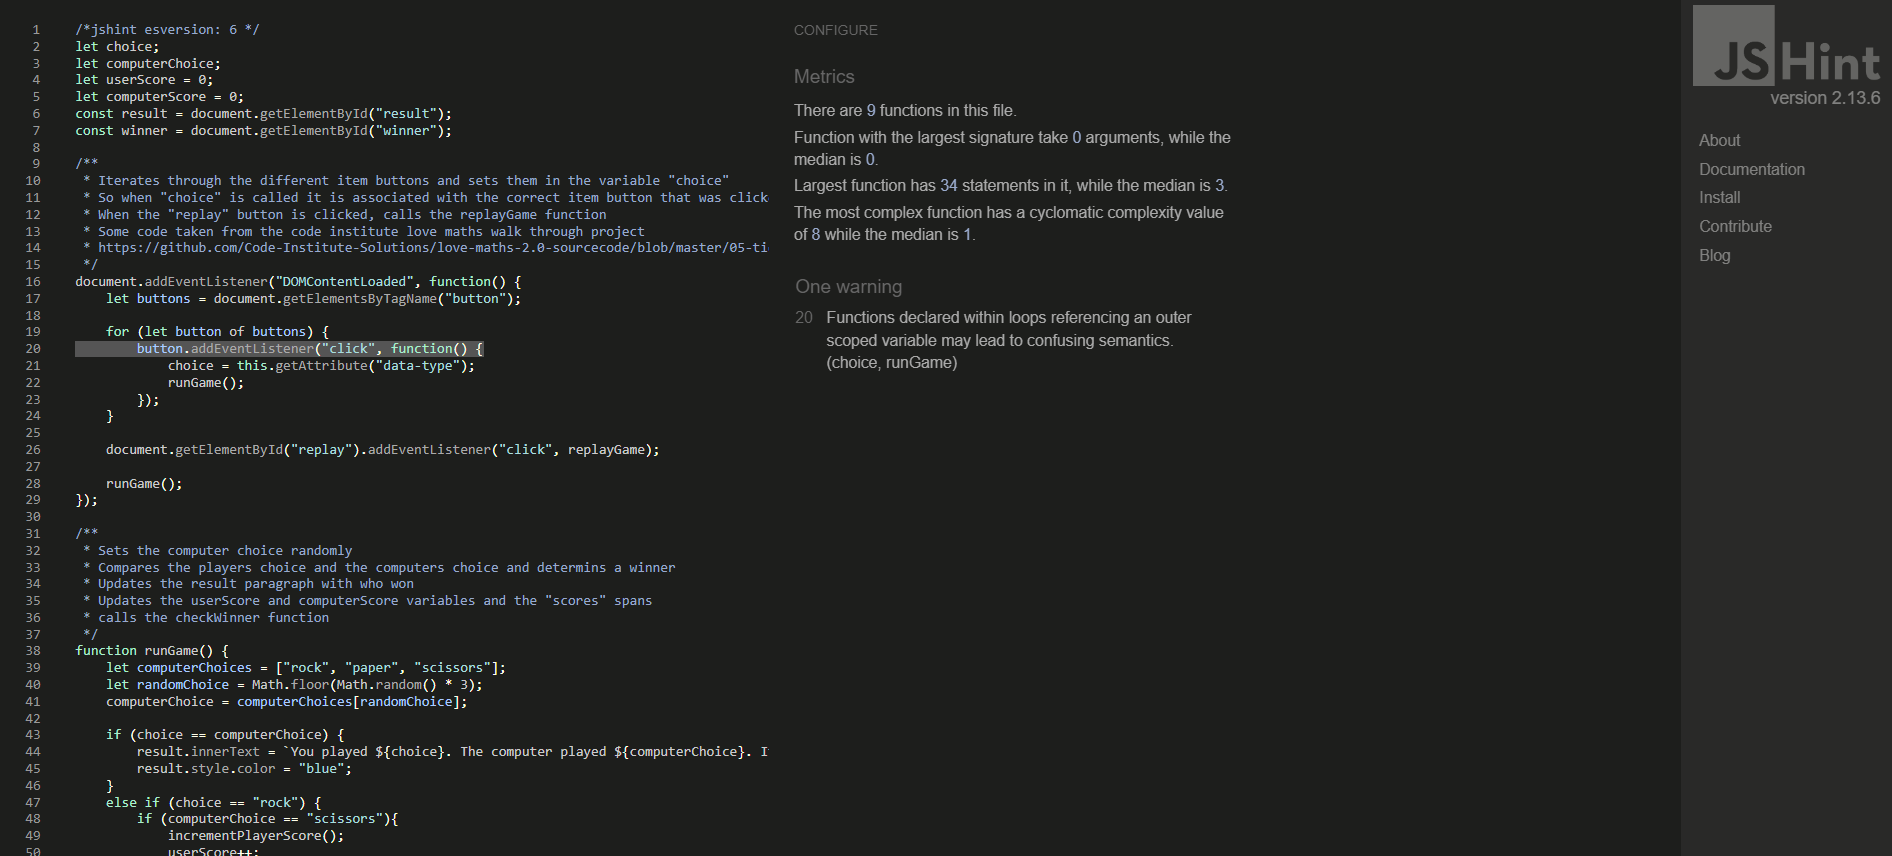 1 /*jshint esversion: 6 */
2 let choice;
3 let computerChoice;
4 let userScore = 0;
5 let computerScore = 0;
6 const result = document.getElementById("result");
7 const winner = document.getElementById("winner");
8
9 /**
10 * Iterates through the different item buttons and sets them in the variable "choice"
11 * So when "choice" is called it is associated with the correct item button that was click
12 * When the "replay" button is clicked, calls the replayGame function
13 * Some code taken from the code institute love maths walk through project
14 * https://github.com/Code-Institute-Solutions/love-maths-2.0-sourcecode/blob/master/05-ti
15 */
16 document.addEventListener("DOMContentLoaded", function() {
17 let buttons = document.getElementsByTagName("button");
18
19 for (let button of buttons) {
20 button.addEventListener("click", function() {
21 choice = this.getAttribute("data-type");
22 runGame();
23 });
24 }
25
26 document.getElementById("replay").addEventListener("click", replayGame);
27
28 runGame();
29 });
30
31 /**
32 * Sets the computer choice randomly
33 * Compares the players choice and the computers choice and determins a winner
34 * Updates the result paragraph with who won
35 * Updates the userScore and computerScore variables and the "scores" spans
36 * calls the checkWinner function
37 */
38 function runGame() {
39 let computerChoices = ["rock", "paper", "scissors"];
40 let randomChoice = Math.floor(Math.random() * 3);
41 computerChoice = computerChoices[randomChoice];
42
43 if (choice == computerChoice) {
44 result.innerText = `You played ${choice}. The computer played ${computerChoice}. I
45 result.style.color = "blue";
46 }
47 else if (choice == "rock") {
48 if (computerChoice == "scissors"){
49 incrementPlayerScore();
50 userScore++;
CONFIGURE
Metrics
There are 9 functions in this file.
Function with the largest signature take 0 arguments, while the
median is 0.
Largest function has 34 statements in it, while the median is 3.
The most complex function has a cyclomatic complexity value
of 8 while the median is 1.
One warning
20 Functions declared within loops referencing an outer
scoped variable may lead to confusing semantics.
(choice, runGame)
JSHint
version 2.13.6
About
Documentation
Install
Contribute
Blog